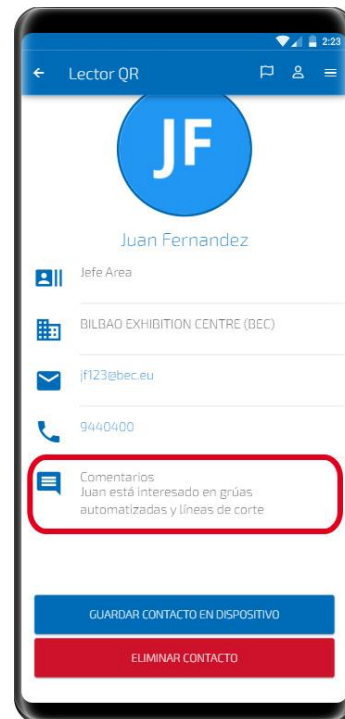 2:23
Lector QR
JF
Juan Fernandez
Jefe Area
BILBAO EXHIBITION CENTRE (BEC)
jf123@bec.eu
9440400
Comentarios
Juan está interesado en grúas
automatizadas y líneas de corte
GUARDAR CONTACTO EN DISPOSITIVO
ELIMINAR CONTACTO